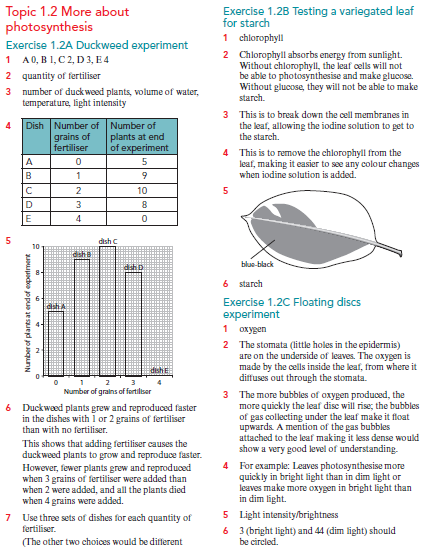 Topic 1.2 More about
photosynthesis
Exercise 1.2A Duckweed experiment
1 A 0, B 1, C 2, D 3, E 4
2 quantity of fertiliser
3 number of duckweed plants, volume of water,
temperature, light intensity
4
Dish Number of grains of fertiliser Number of plants at end of experiment
A 0 5
B 1 9
C 2 10
D 3 8
E 4 0
5
Number of plants at end of experiment
10
8
6
4
2
0
dish A
dish B
dish C
dish D
dish E
0 1 2 3 4
Number of grains of fertiliser
6 Duckweed plants grew and reproduced faster
in the dishes with 1 or 2 grains of fertiliser
than with no fertiliser.
This shows that adding fertiliser causes the
duckweed plants to grow and reproduce faster.
However, fewer plants grew and reproduced
when 3 grains of fertiliser were added than
when 2 were added, and all the plants died
when 4 grains were added.
7 Use three sets of dishes for each quantity of
fertiliser.
(The other two choices would be different
Exercise 1.2B Testing a variegated leaf
for starch
1 chlorophyll
2 Chlorophyll absorbs energy from sunlight.
Without chlorophyll, the leaf cells will not
be able to photosynthesise and make glucose.
Without glucose, they will not be able to make
starch.
3 This is to break down the cell membranes in
the leaf, allowing the iodine solution to get to
the starch.
4 This is to remove the chlorophyll from the
leaf, making it easier to see any colour changes
when iodine solution is added.
5
blue-black
6 starch
Exercise 1.2C Floating discs
experiment
1 oxygen
2 The stomata (little holes in the epidermis)
are on the underside of leaves. The oxygen is
made by the cells inside the leaf, from where it
diffuses out through the stomata.
3 The more bubbles of oxygen produced, the
more quickly the leaf disc will rise; the bubbles
of gas collecting under the leaf make it float
upwards. A mention of the gas bubbles
attached to the leaf making it less dense would
show a very good level of understanding.
4 For example: Leaves photosynthesise more
quickly in bright light than in dim light or
leaves make more oxygen in bright light than
in dim light.
5 Light intensity/brightness
6 3 (bright light) and 44 (dim light) should
be circled.